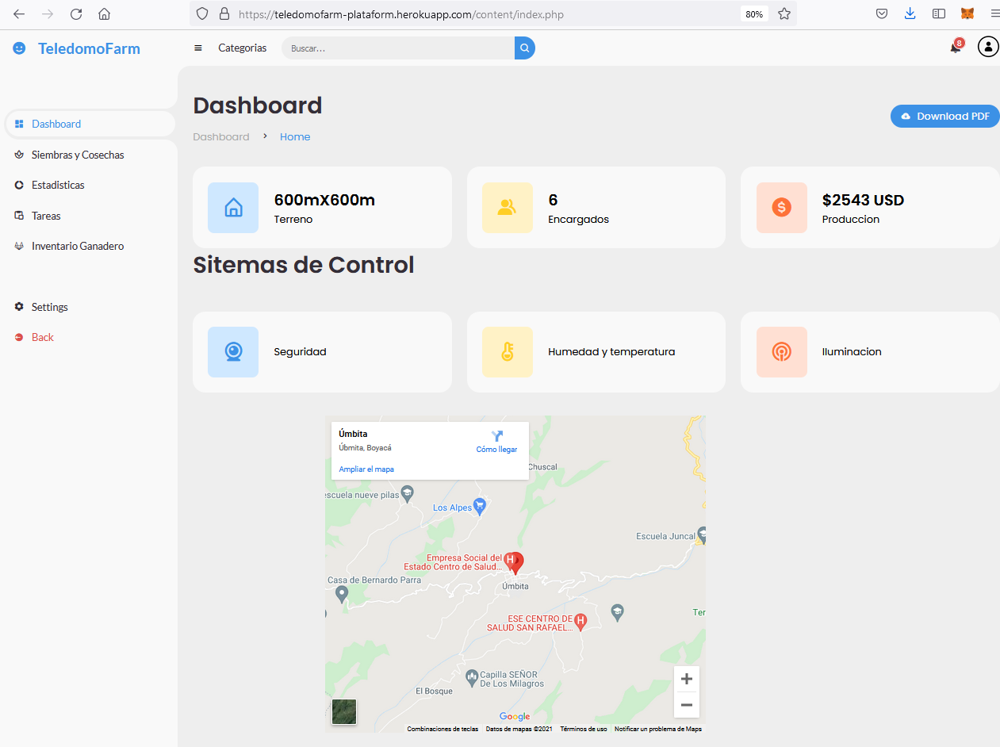 https://teledomofarm-plataform.herokuapp.com/content/index.php
80%
TeledomoFarm
Categorias
Buscar...
8
Dashboard
Siembras y Cosechas
Estadisticas
Tareas
Inventario Ganadero
Settings
Back
Dashboard
Dashboard > Home
Download PDF
600mX600m
Terreno
6
Encargados
$2543 USD
Produccion
Sitemas de Control
Seguridad
Humedad y temperatura
Iluminacion
Úmbita
Úbmita, Boyacá
Cómo llegar
Ampliar el mapa
Chuscal
escuela nueve pilas
Los Alpes
Escuela Juncal
Empresa Social del
Estado Centro de Salud...
Casa de Bernardo Parra
Úmbita
ESE CENTRO DE
SALUD SAN RAFAEL...
Ter
Capilla SEÑOR
De Los Milagros
El Bosque
Google
Combinaciones de teclas
Datos de mapas ©2021
Términos de uso
Notificar un problema de Maps